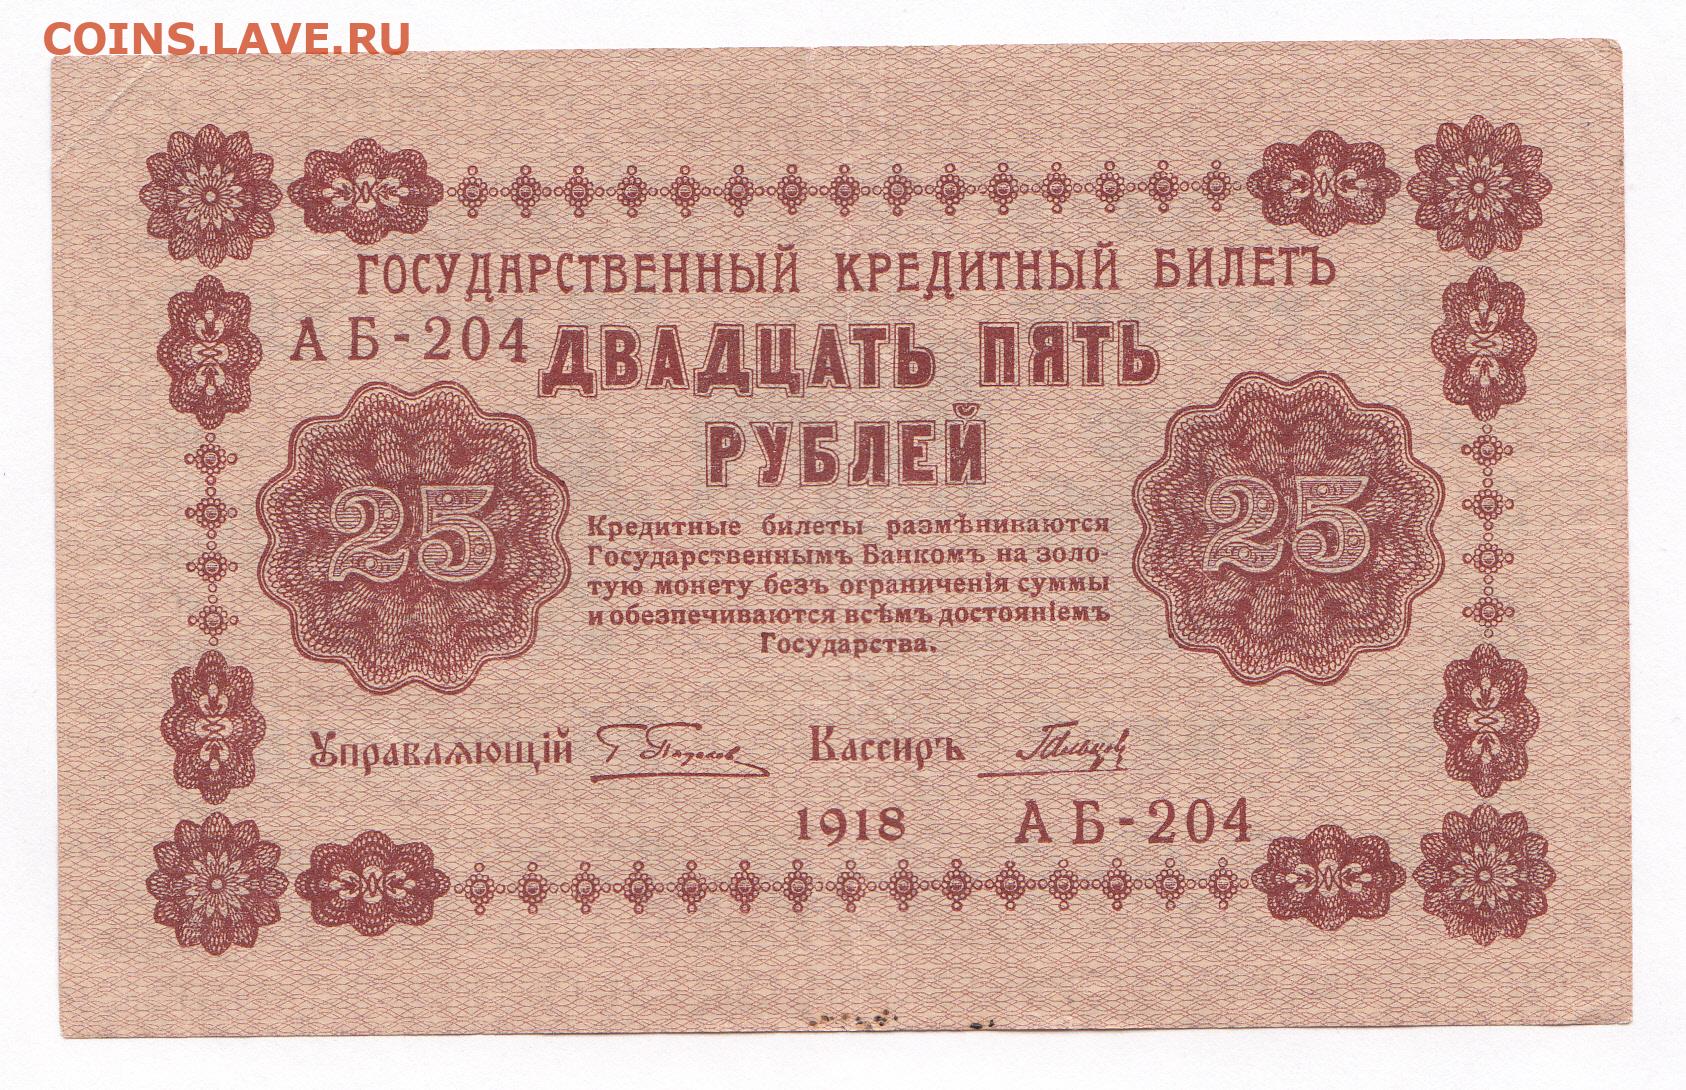 COINS.LAVE.RU
ГОСУДАРСТВЕННЫЙ КРЕДИТНЫЙ БИЛЕТЪ
АБ-204
ДВАДЦАТЬ ПЯТЬ
РУБЛЕЙ
25
25
Кредитные билеты размѣниваются
Государственнымъ Банкомъ на золо-
тую монету безъ ограниченія суммы
и обезпечиваются всѣмъ достояніемъ
Государства.
Управляющій
Кассиръ
1918 АБ-204